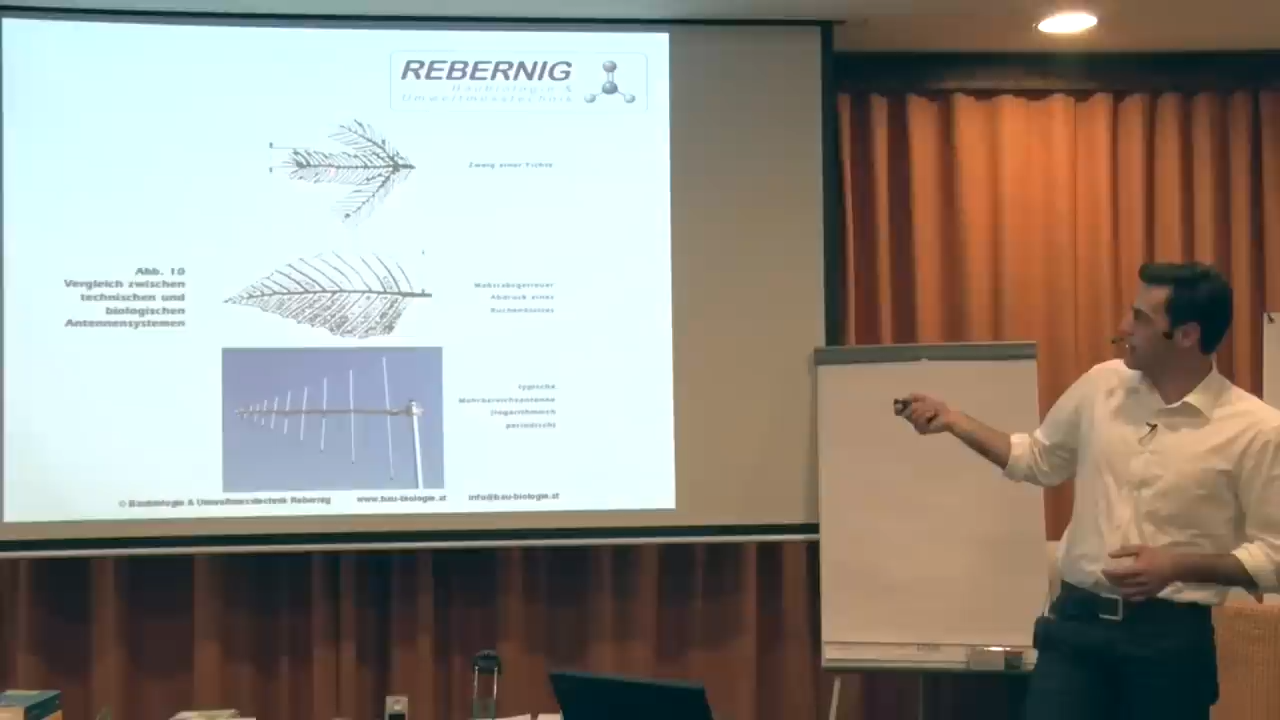 REBERNIG
Baubiologie &
Umweltmesstechnik
Zweig einer Fichte
Abb. 10
Vergleich zwischen
technischen und
biologischen
Antennensystemen
Abdruck eines
Buchenblattes
typische
Mehrbereichsantenne
(logarithmisch
periodisch)
© Baubiologie & Umweltmesstechnik Rebernig www.bau-biologie.at info@bau-biologie.at